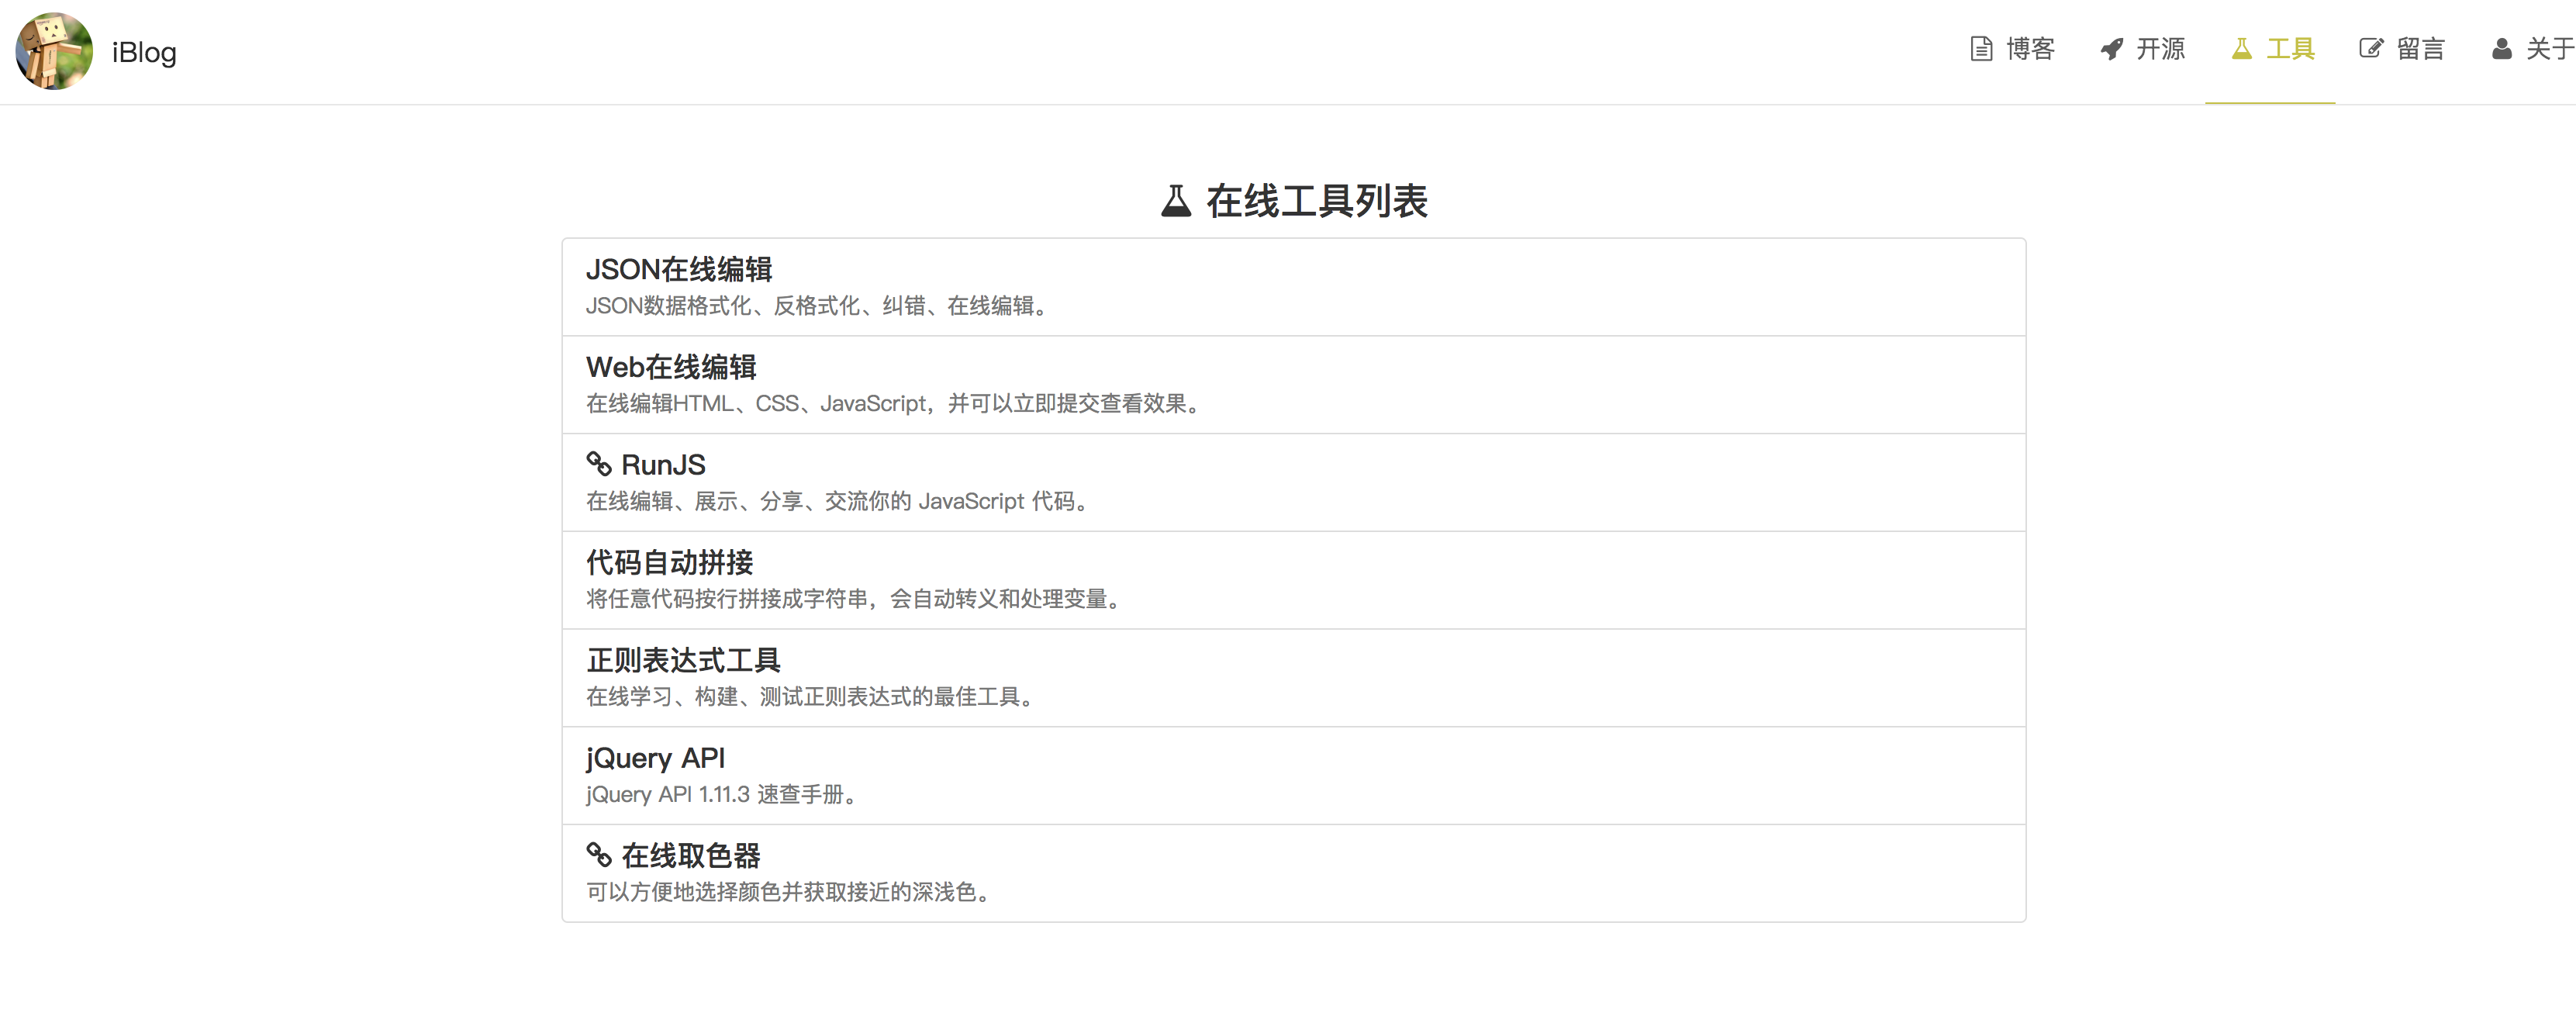 iBlog
博客
开源
工具
留言
关于
在线工具列表
JSON在线编辑
JSON数据格式化、反格式化、纠错、在线编辑。
Web在线编辑
在线编辑HTML、CSS、JavaScript，并可以立即提交查看效果。
RunJS
在线编辑、展示、分享、交流你的 JavaScript 代码。
代码自动拼接
将任意代码按行拼接成字符串，会自动转义和处理变量。
正则表达式工具
在线学习、构建、测试正则表达式的最佳工具。
jQuery API
jQuery API 1.11.3 速查手册。
在线取色器
可以方便地选择颜色并获取接近的深浅色。